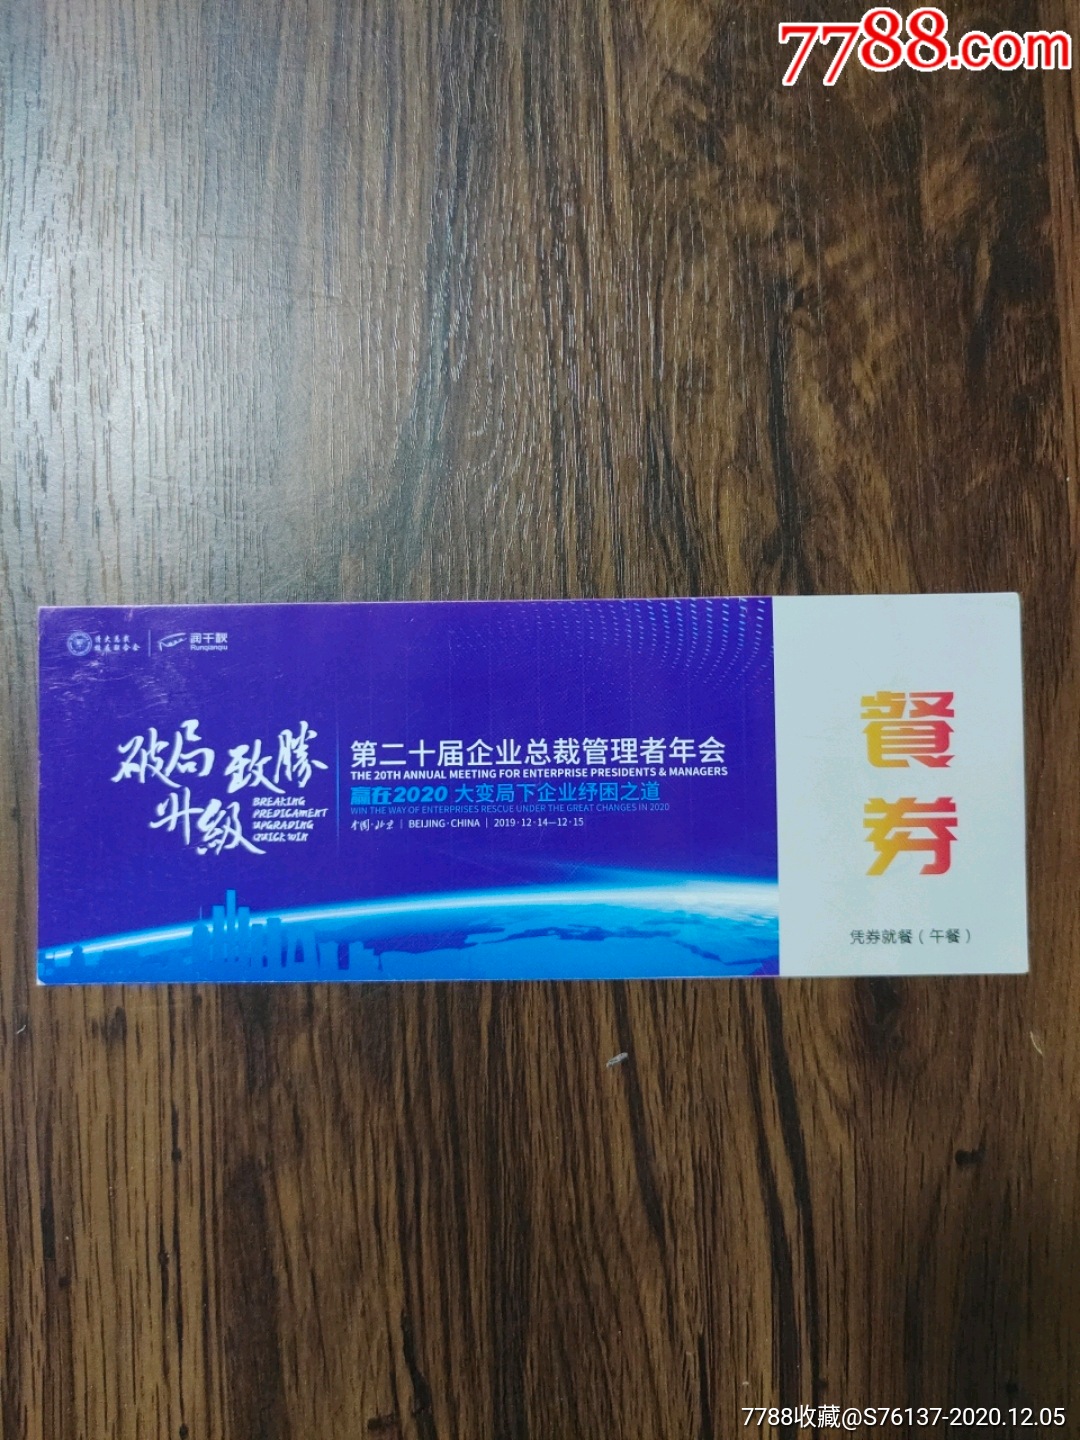 7788.com
润千秋
Runqianqiu
破局 致勝
升級
BREAKING
PREDICAMENT
UPGRADING
QUICK WIN
第二十届企业总裁管理者年会
THE 20TH ANNUAL MEETING FOR ENTERPRISE PRESIDENTS & MANAGERS
赢在2020 大变局下企业纾困之道
WIN THE WAY OF ENTERPRISES RESCUE UNDER THE GREAT CHANGES IN 2020
中国·北京 | BEIJING·CHINA | 2019·12·14—12·15
餐
券
凭券就餐（午餐）
7788收藏@S76137-2020.12.05